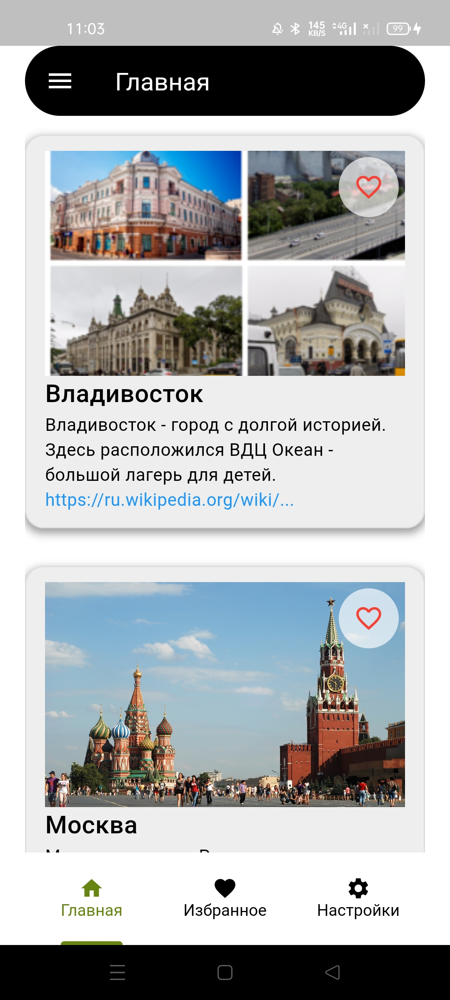 11:03
145
KB/S
4G
99
Главная
Владивосток
Владивосток - город с долгой историей.
Здесь расположился ВДЦ Океан -
большой лагерь для детей.
https://ru.wikipedia.org/wiki/...
Москва
Главная
Избранное
Настройки